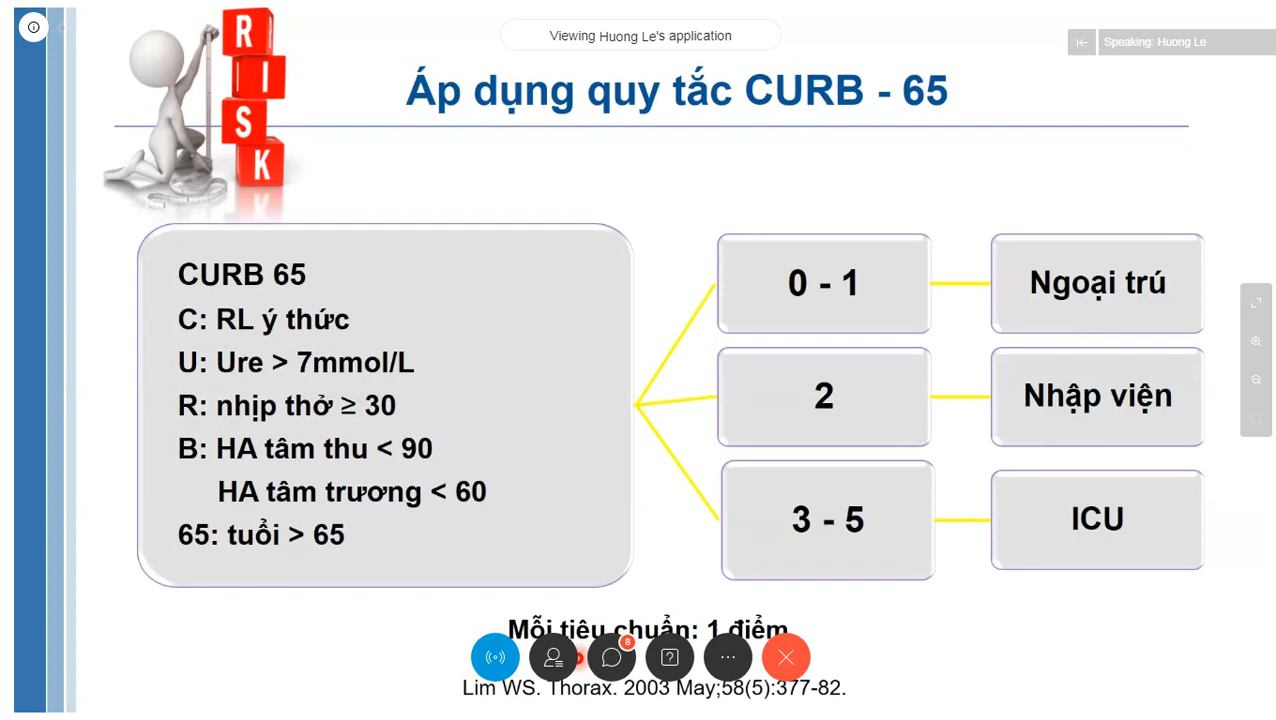 Viewing Huong Le's application
Speaking: Huong Le
R
I
S
K
Áp dụng quy tắc CURB - 65
CURB 65
C: RL ý thức
U: Ure > 7mmol/L
R: nhịp thở ≥ 30
B: HA tâm thu < 90
HA tâm trương < 60
65: tuổi > 65
0 - 1
Ngoại trú
2
Nhập viện
3 - 5
ICU
Mỗi tiêu chuẩn: 1 điểm
8
Lim WS. Thorax. 2003 May;58(5):377-82.